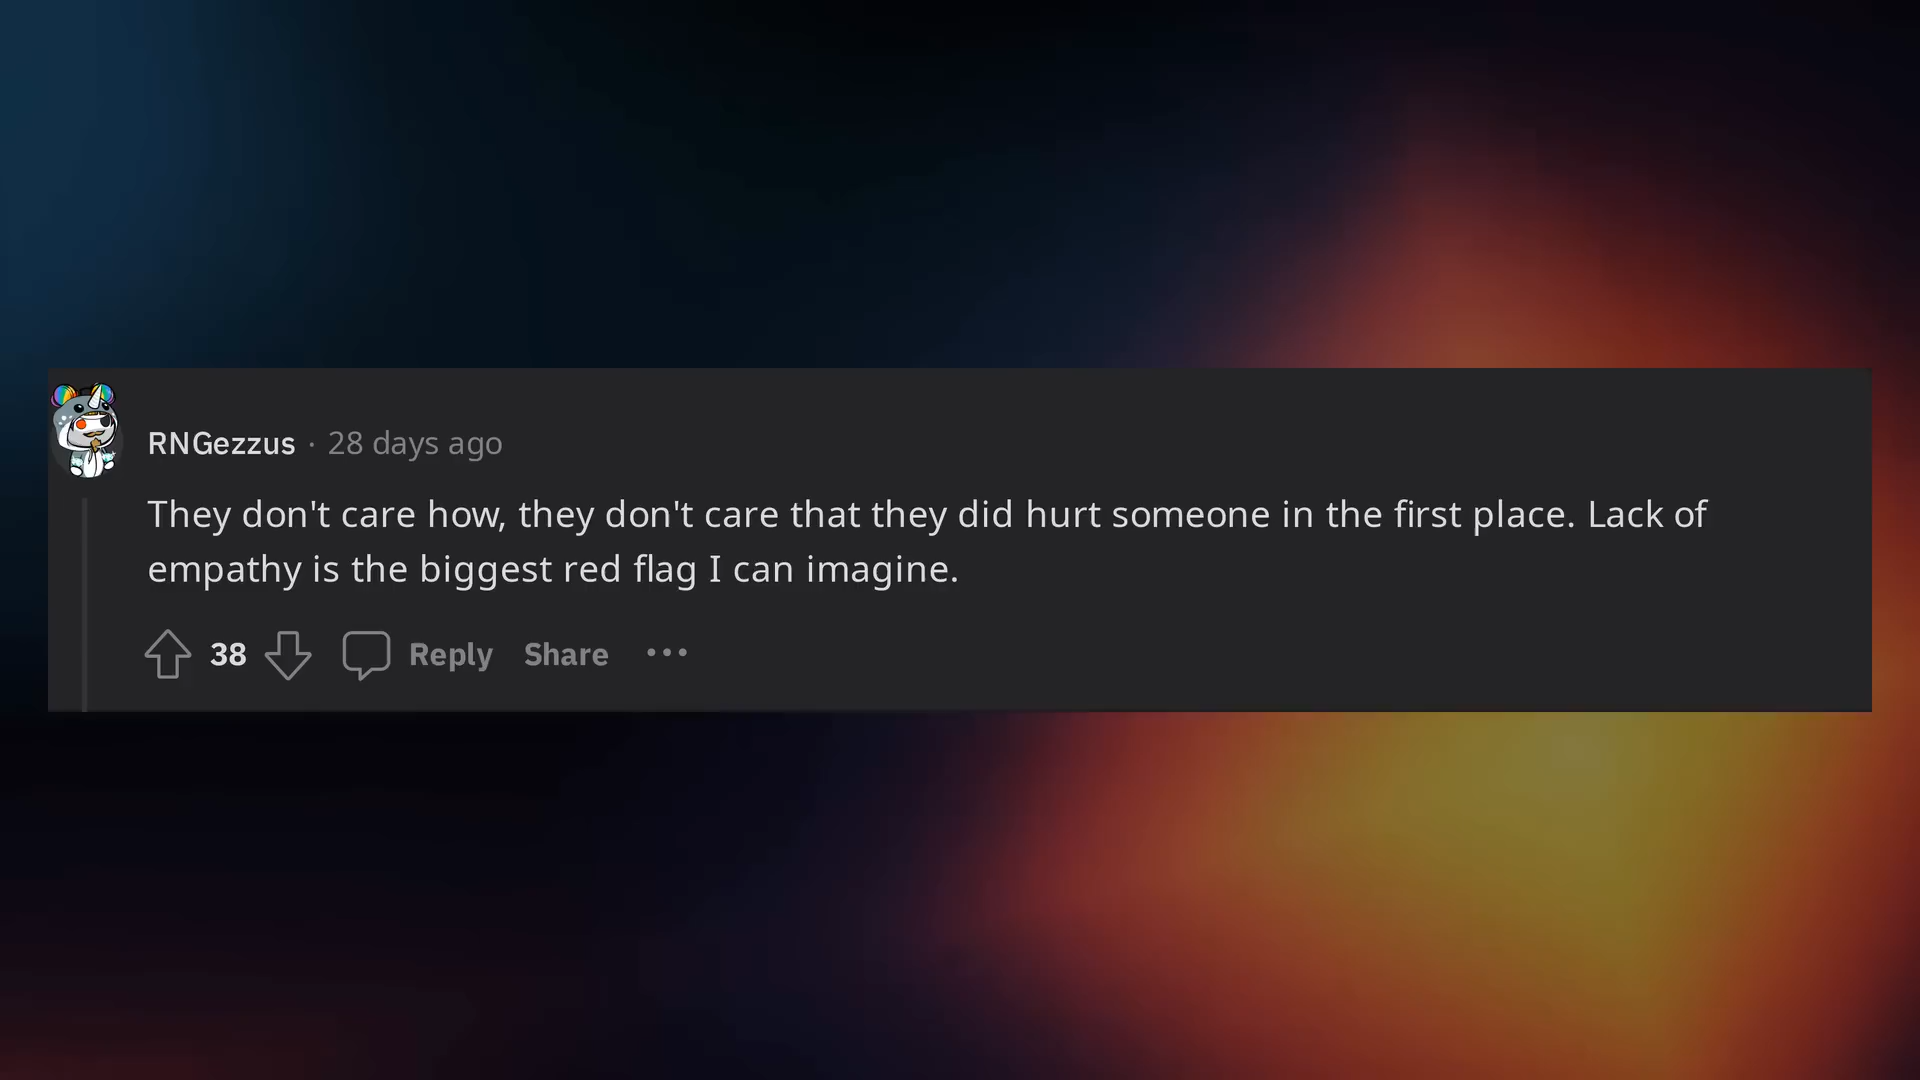 RNGezzus · 28 days ago
They don't care how, they don't care that they did hurt someone in the first place. Lack of
empathy is the biggest red flag I can imagine.
38 Reply Share ···